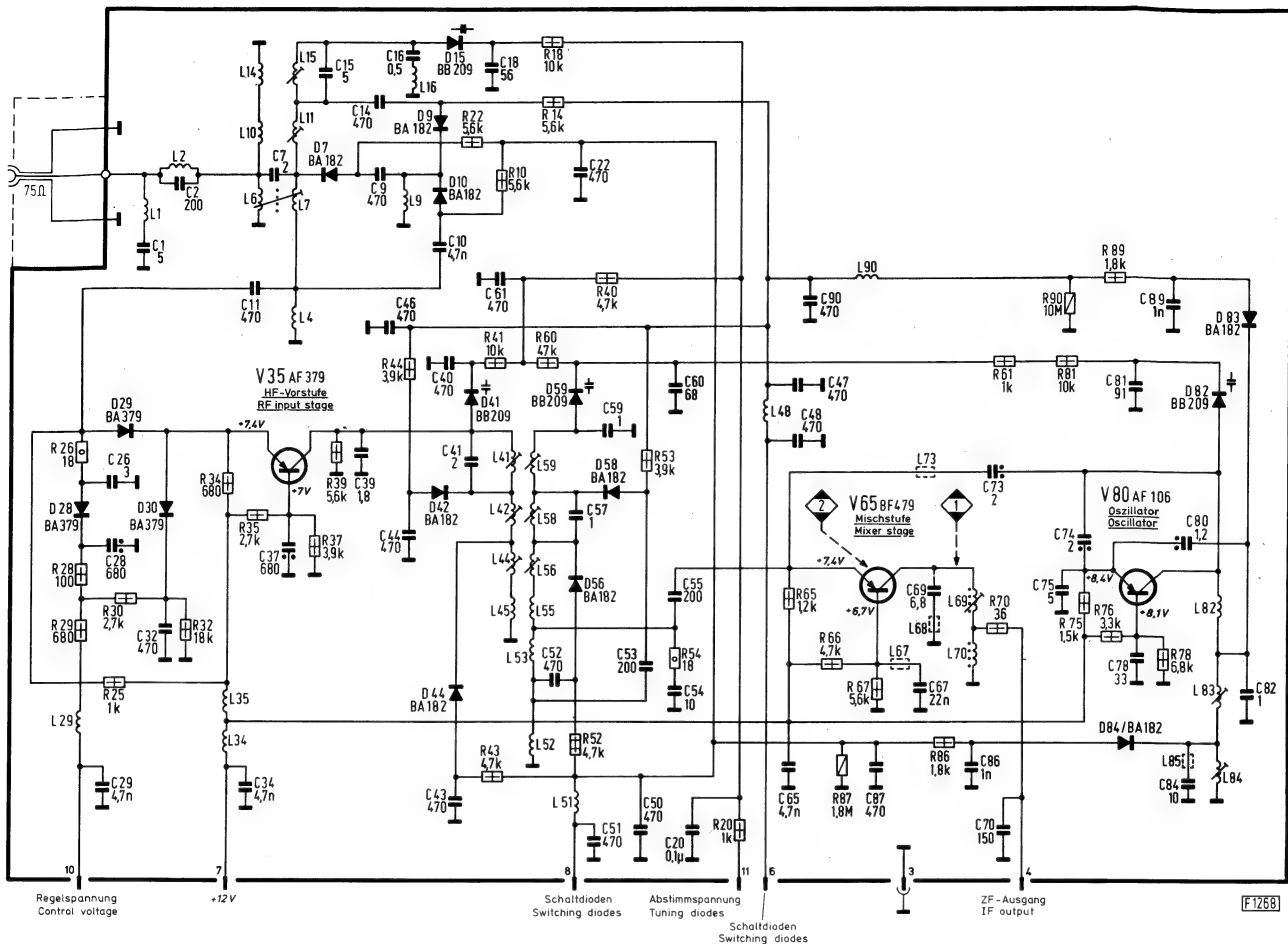 75Ω
L1
C1
5
L2
C2
200
L14
L10
L6
C7
2
L15
L11
L7
C15
5
C16
0,5
L16
D15
BB 209
C18
56
R18
10k
C14
470
D9
BA 182
R14
5,6k
R22
5,6k
D7
BA 182
C9
470
L9
D10
BA182
R10
5,6k
C22
470
C10
4,7n
C11
470
L4
C46
470
C61
470
R40
4,7k
L90
C90
470
R90
10M
R89
1,8k
C89
1n
D83
BA182
R44
3,9k
C40
470
R41
10k
R60
47k
D41
BB209
D59
BB209
C60
68
C59
1
R53
3,9k
C47
470
L48
C48
470
R61
1k
R81
10k
C81
91
D82
BB209
V35 AF 379
HF-Vorstufe
RF input stage
D29
BA379
+7,4V
+7V
R26
18
C26
3
D28
BA379
D30
BA379
R34
680
R35
2,7k
C37
680
R37
3,9k
R39
5,6k
C39
1,8
C41
2
D42
BA182
C44
470
L41
L42
L44
L45
L59
L58
L56
L55
L53
L52
D58
BA182
C57
1
D56
BA182
C52
470
C53
200
C55
200
R54
18
C54
10
C28
680
R28
100
R29
680
R30
2,7k
C32
470
R32
18k
R25
1k
L29
C29
4,7n
L35
L34
C34
4,7n
D44
BA182
R43
4,7k
C43
470
R52
4,7k
L51
C51
470
C50
470
C20
0,1µ
R20
1k
L73
C73
2
2
V65 BF479
Mischstufe
Mixer stage
1
+7,4V
+6,7V
R65
1,2k
R66
4,7k
R67
5,6k
L67
C67
22n
C69
6,8
L68
L69
L70
R70
36
C65
4,7n
R87
1,8M
C87
470
R86
1,8k
C86
1n
C70
150
V80 AF 106
Oszillator
Oscillator
C74
2
C75
5
C80
1,2
+8,4V
+8,1V
R75
1,5k
R76
3,3k
C78
33
R78
6,8k
L82
L83
C82
1
D84/BA182
L85
C84
10
L84
10
7
8
11
6
3
4
Regelspannung
Control voltage
+12V
Schaltdioden
Switching diodes
Abstimmspannung
Tuning diodes
Schaltdioden
Switching diodes
ZF-Ausgang
IF output
F1268